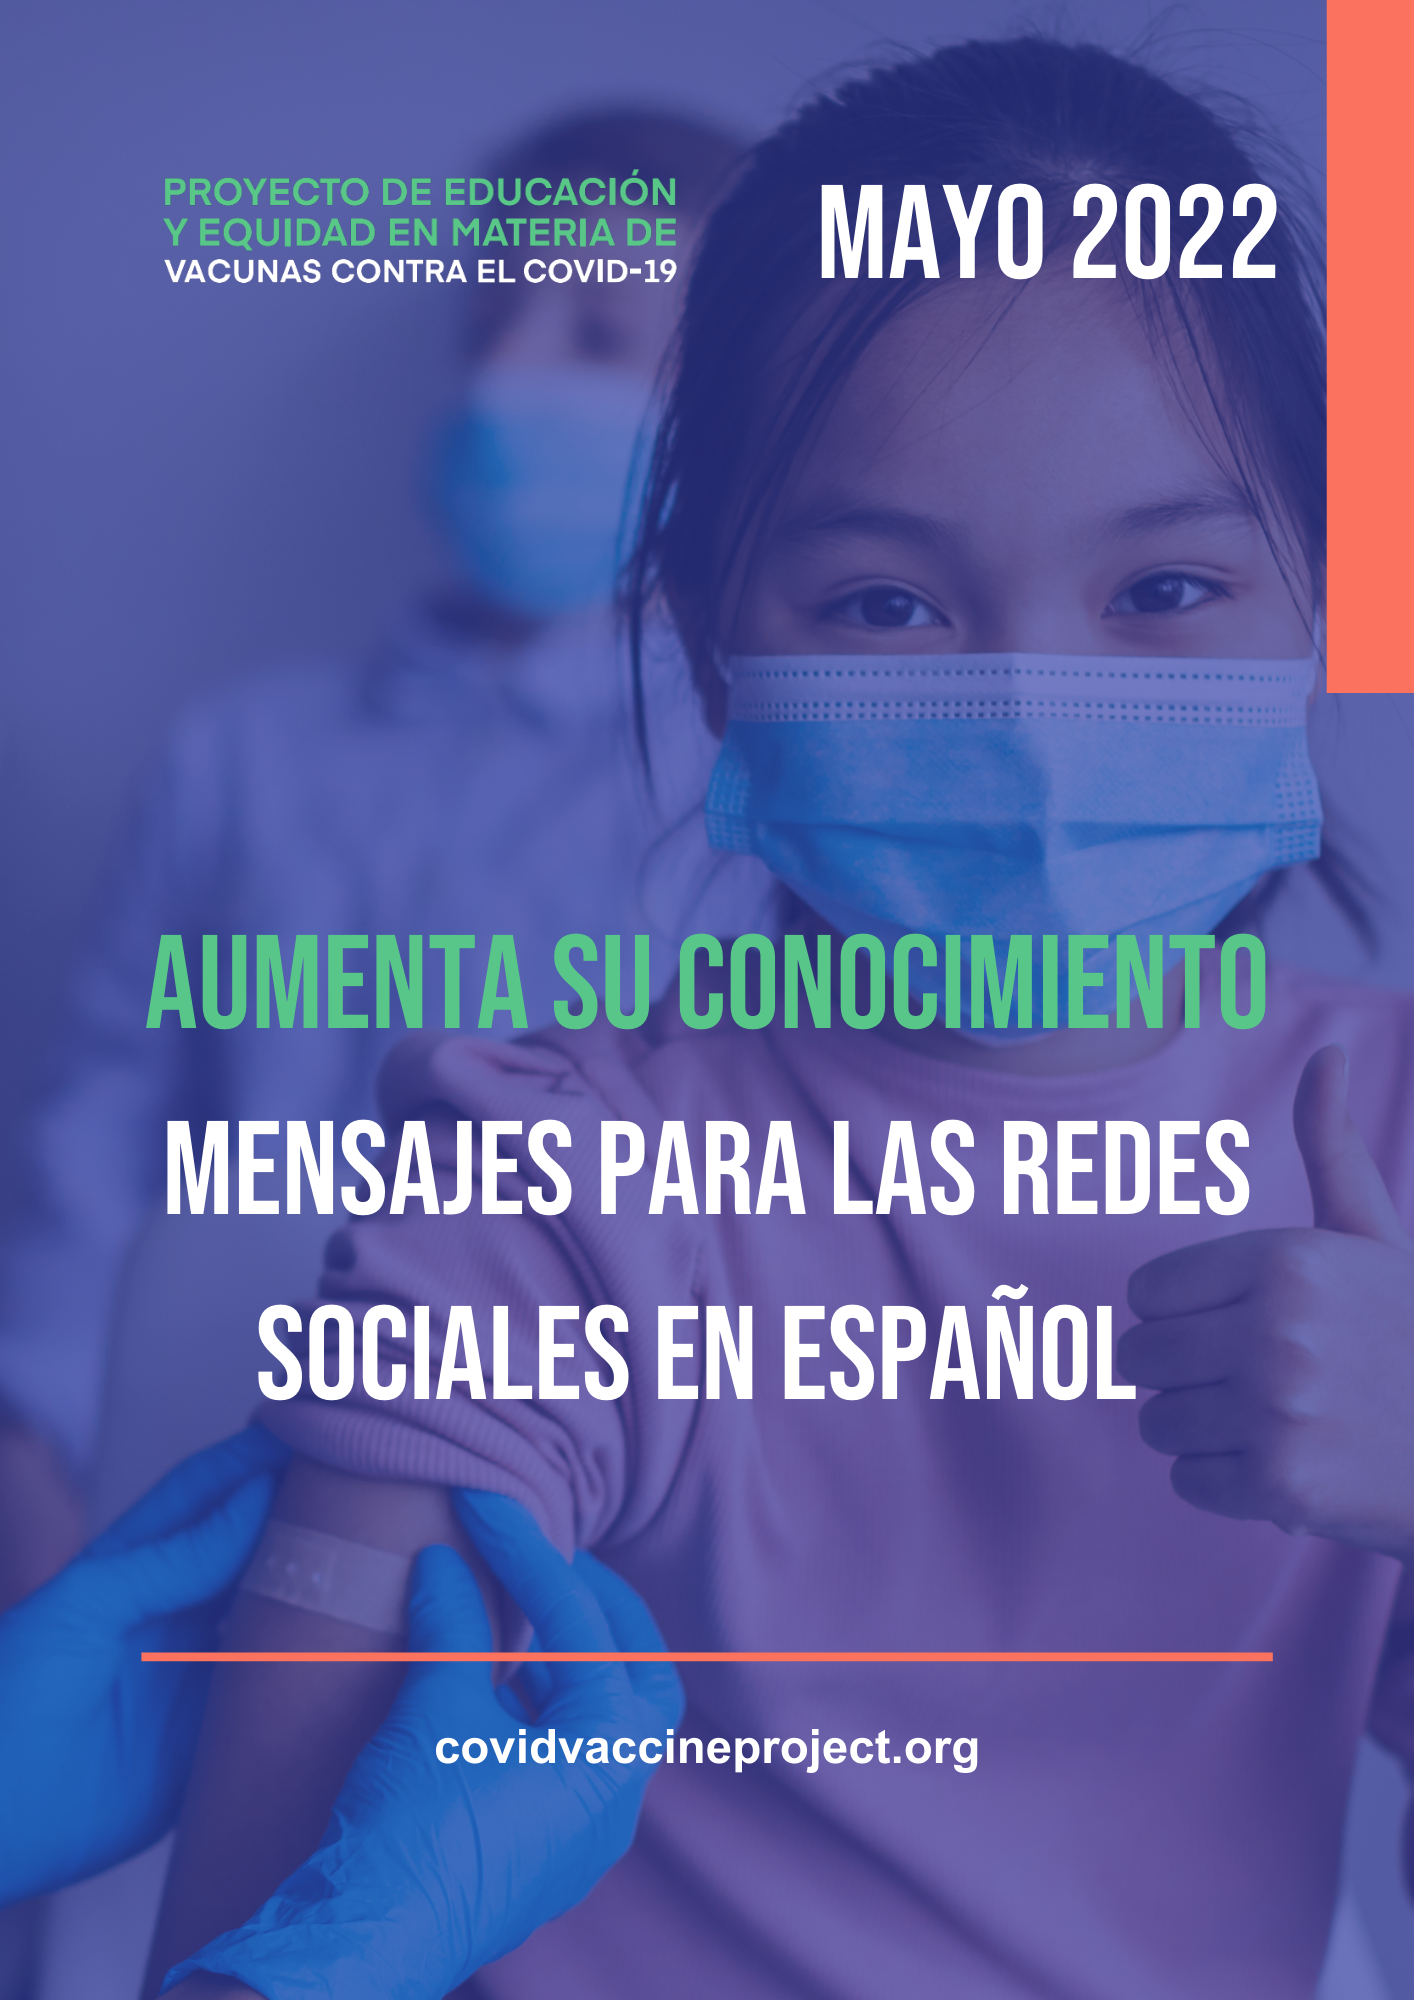 PROYECTO DE EDUCACIÓN
Y EQUIDAD EN MATERIA DE
VACUNAS CONTRA EL COVID-19
MAYO 2022
AUMENTA SU CONOCIMIENTO
MENSAJES PARA LAS REDES
SOCIALES EN ESPAÑOL
covidvaccineproject.org